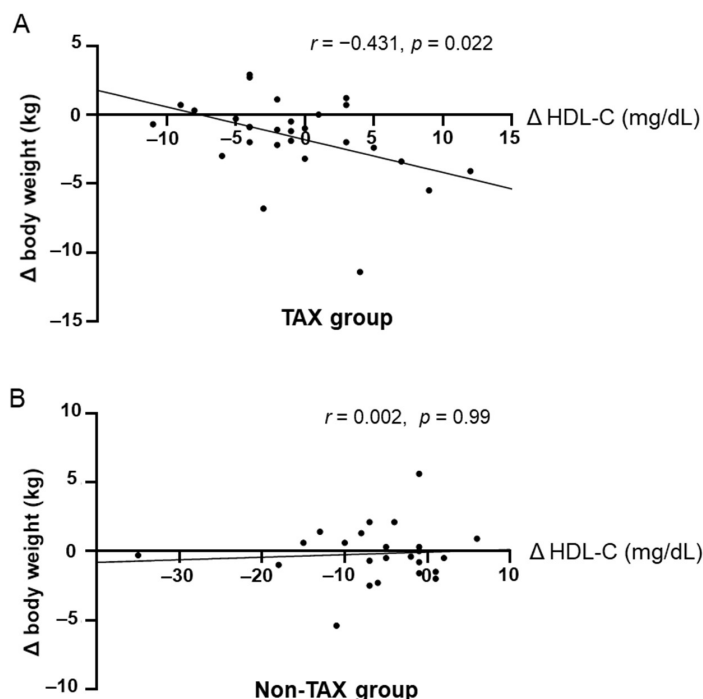 A
r = −0.431, p = 0.022
5
0
Δ HDL-C (mg/dL)
−10 −5 0 5 10 15
−5
−10
−15
Δ body weight (kg)
TAX group
B
10
r = 0.002, p = 0.99
5
0
Δ HDL-C (mg/dL)
−30 −20 −10 0 10
−5
−10
Δ body weight (kg)
Non-TAX group